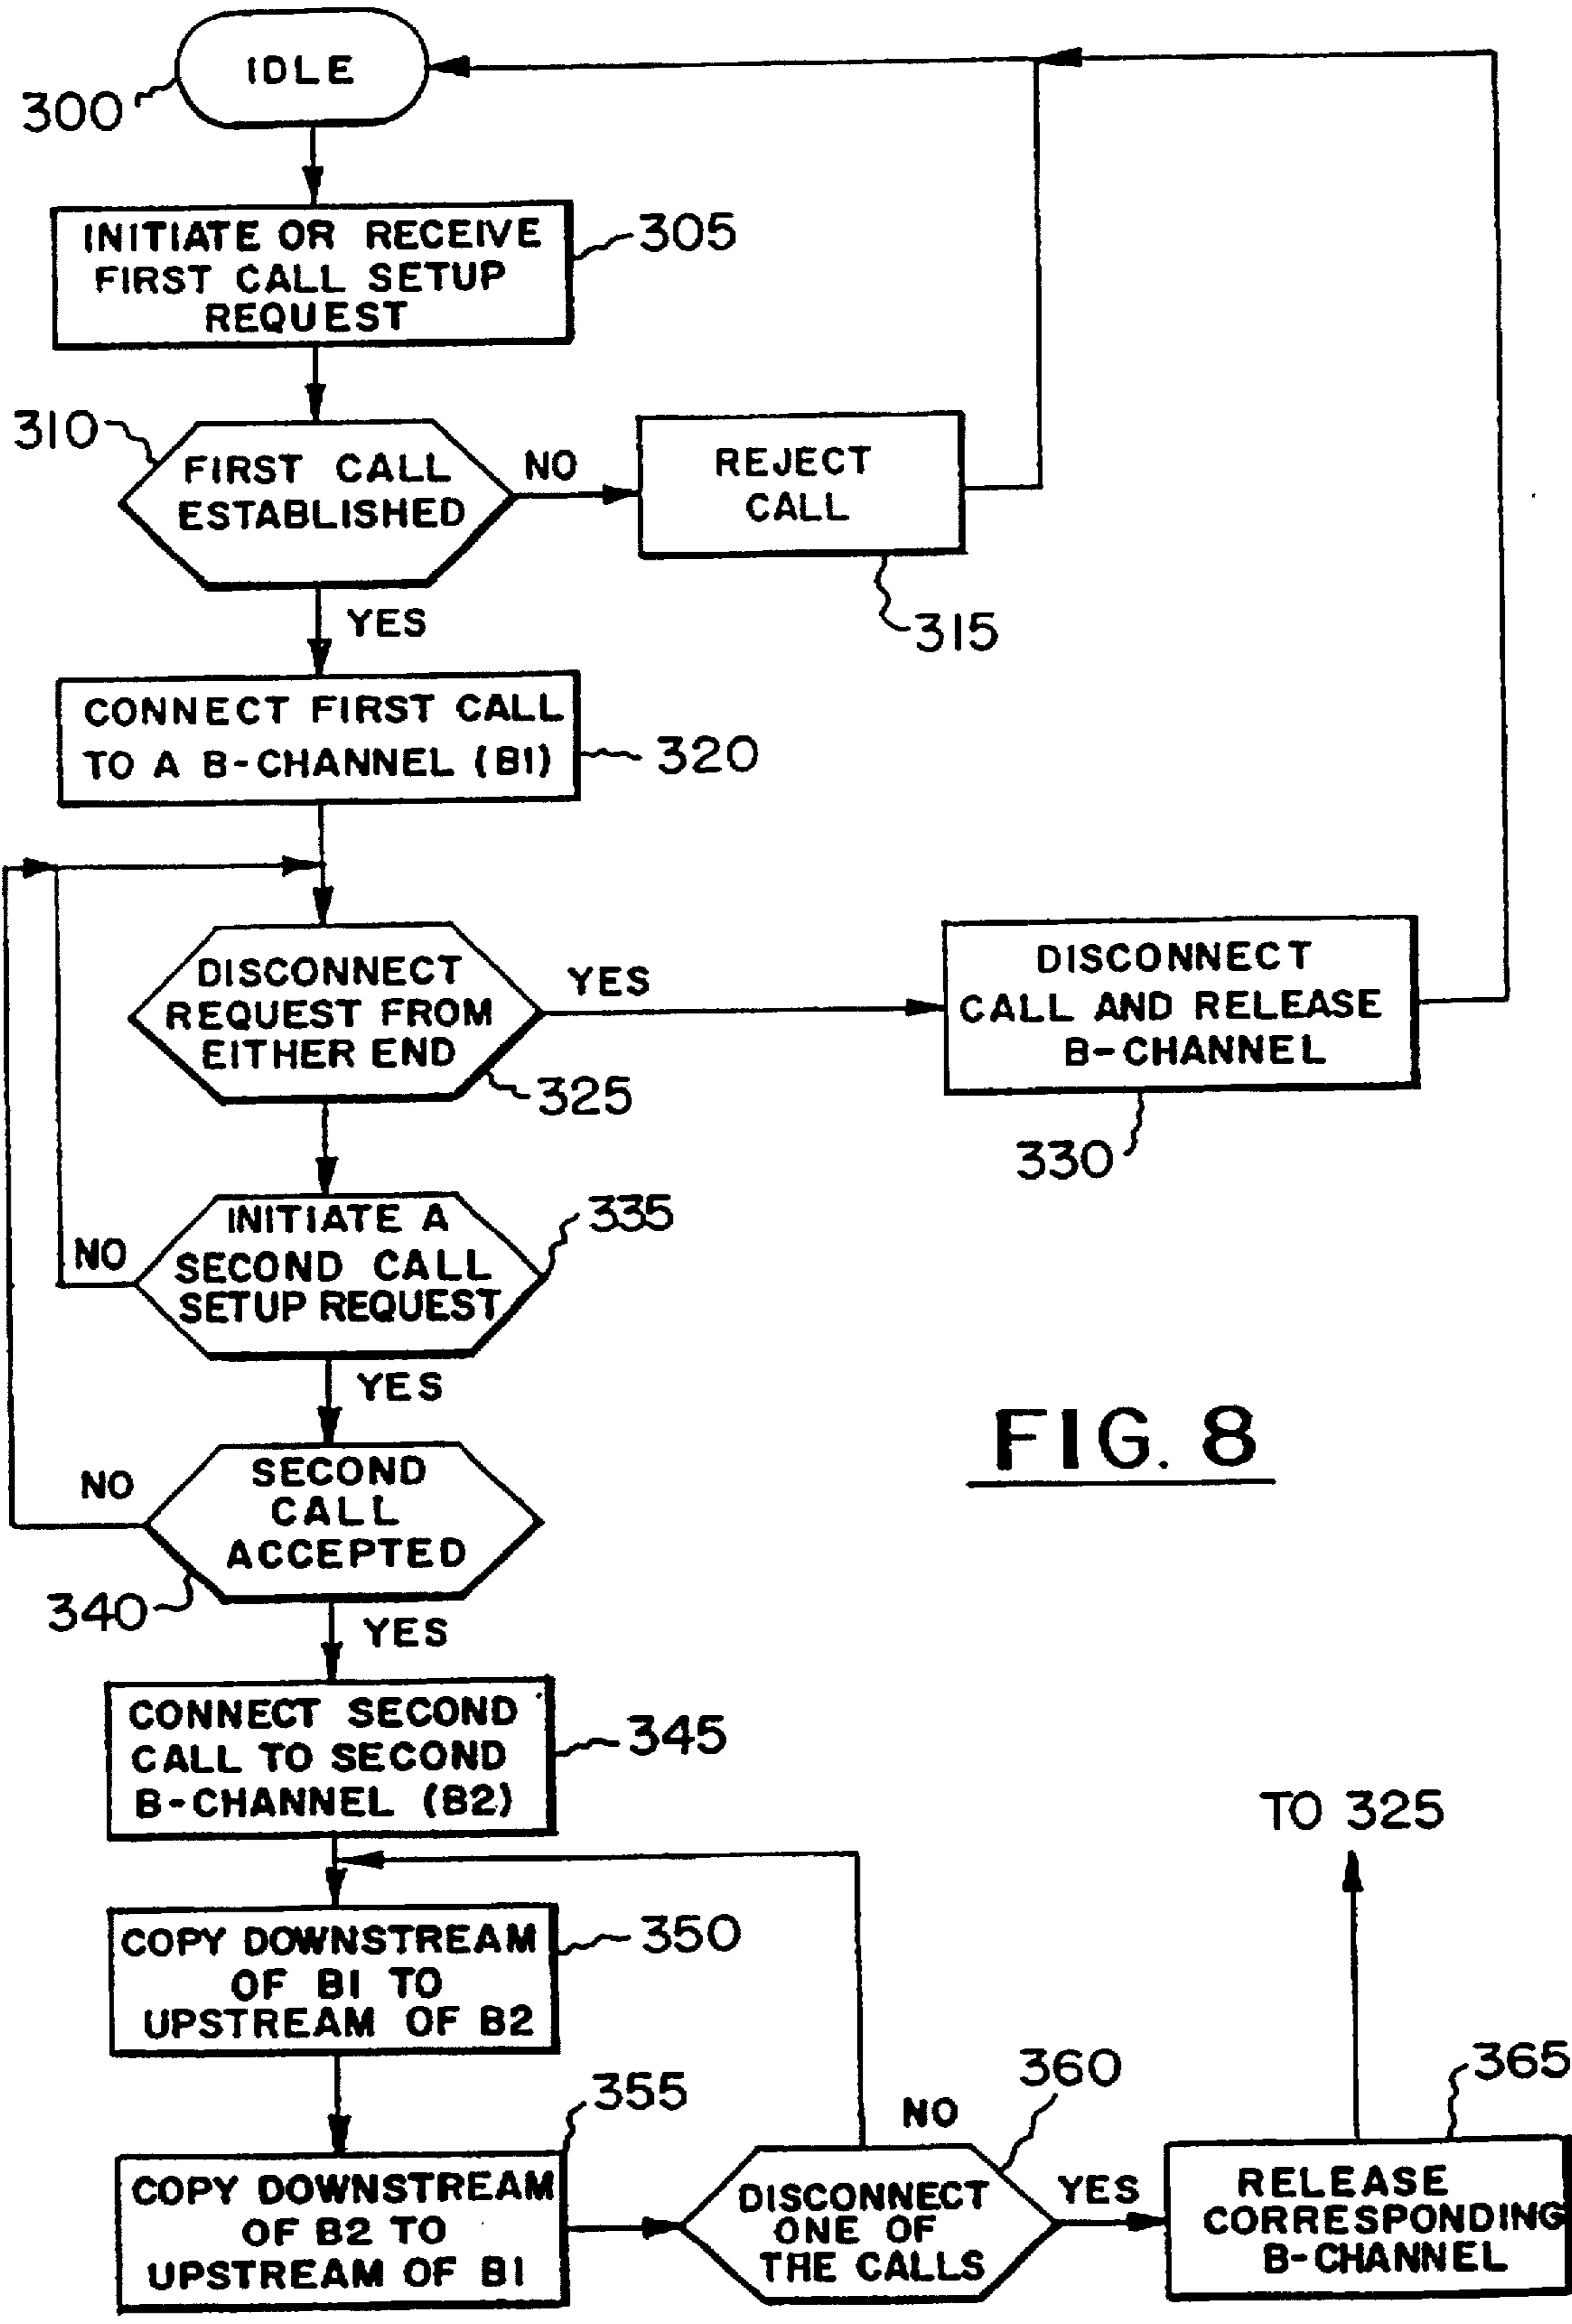 IDLE
300
INITIATE OR RECEIVE
FIRST CALL SETUP
REQUEST
305
310
FIRST CALL
ESTABLISHED
NO
REJECT
CALL
315
YES
CONNECT FIRST CALL
TO A B-CHANNEL (B1)
320
DISCONNECT
REQUEST FROM
EITHER END
325
YES
DISCONNECT
CALL AND RELEASE
B-CHANNEL
330
INITIATE A
SECOND CALL
SETUP REQUEST
335
NO
YES
SECOND
CALL
ACCEPTED
NO
340
YES
FIG. 8
CONNECT SECOND
CALL TO SECOND
B-CHANNEL (B2)
345
TO 325
COPY DOWNSTREAM
OF B1 TO
UPSTREAM OF B2
350
355
COPY DOWNSTREAM
OF B2 TO
UPSTREAM OF B1
NO
360
DISCONNECT
ONE OF
THE CALLS
YES
365
RELEASE
CORRESPONDING
B-CHANNEL